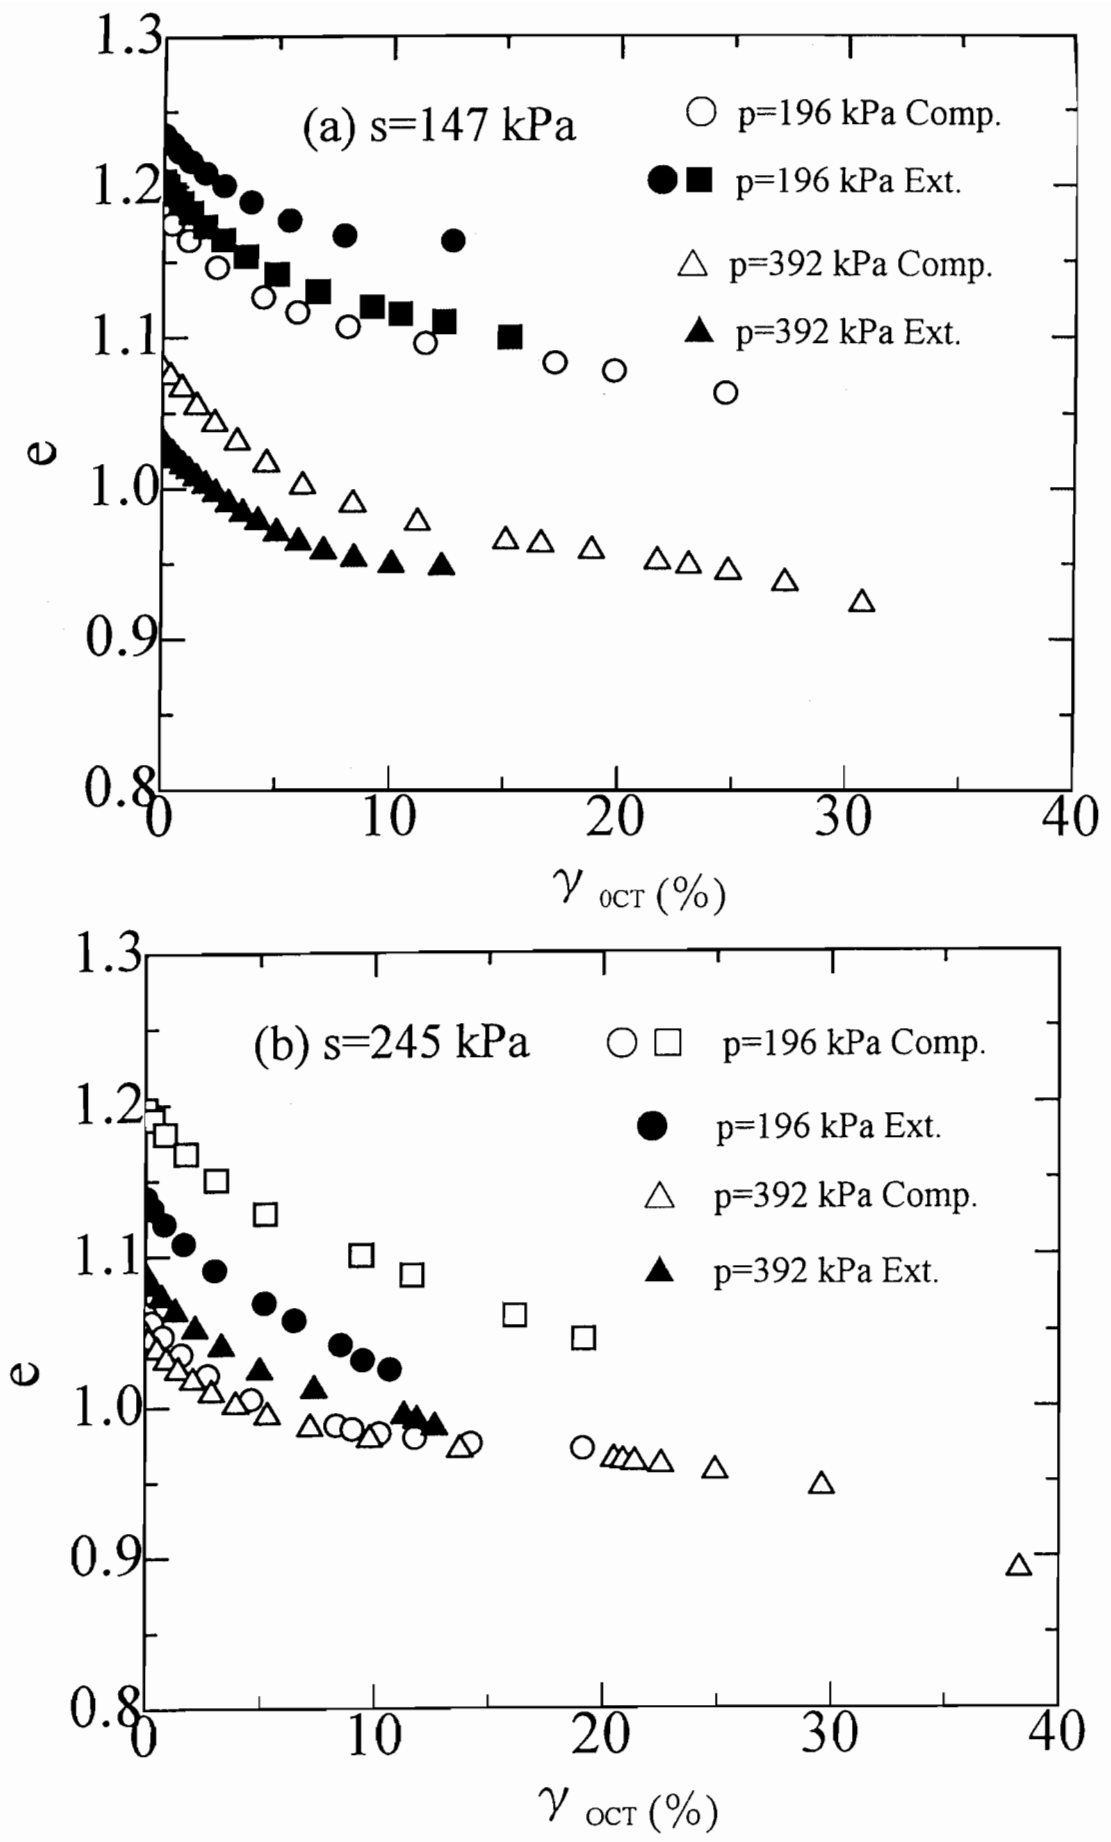 1.3
(a) s=147 kPa
p=196 kPa Comp.
1.2
p=196 kPa Ext.
p=392 kPa Comp.
1.1
p=392 kPa Ext.
e
1.0
0.9
0.8
0 10 20 30 40
γ OCT (%)
1.3
(b) s=245 kPa
p=196 kPa Comp.
1.2
p=196 kPa Ext.
p=392 kPa Comp.
1.1
p=392 kPa Ext.
e
1.0
0.9
0.8
0 10 20 30 40
γ OCT (%)